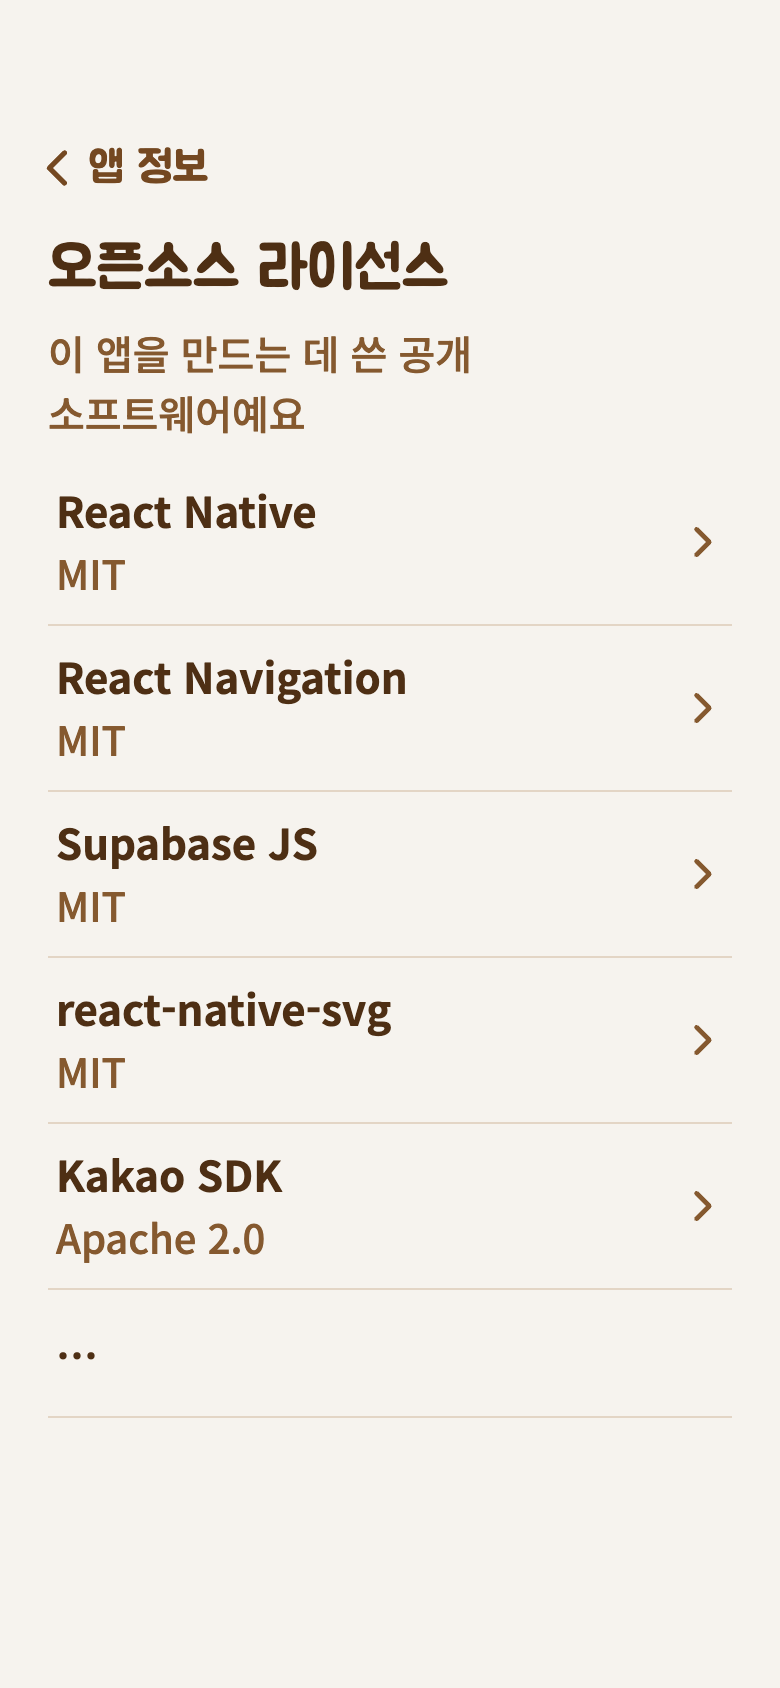 앱 정보
오픈소스 라이선스
이 앱을 만드는 데 쓴 공개
소프트웨어예요
React Native
MIT
React Navigation
MIT
Supabase JS
MIT
react-native-svg
MIT
Kakao SDK
Apache 2.0
...